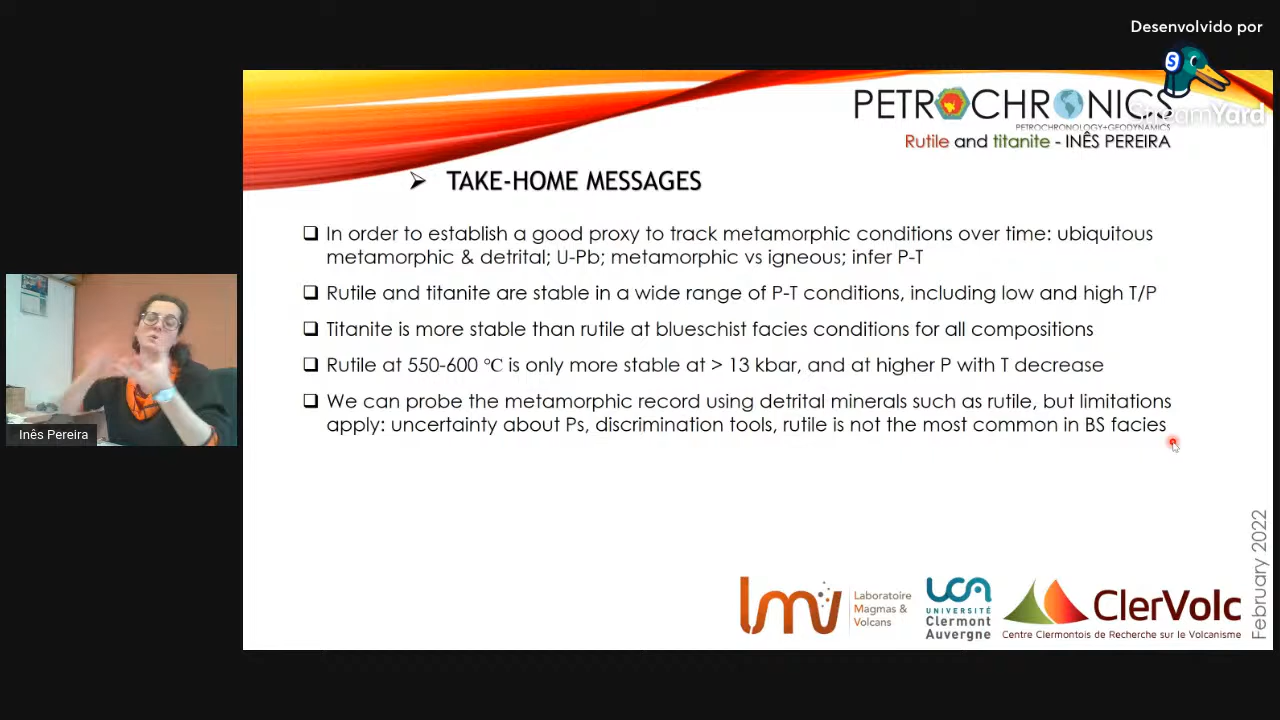 Desenvolvido por
S
StreamYard
PETROCHRONICS
PETROCHRONOLOGY+GEODYNAMICS
Rutile and titanite - INÊS PEREIRA
➢ TAKE-HOME MESSAGES
❑ In order to establish a good proxy to track metamorphic conditions over time: ubiquitous
metamorphic & detrital; U-Pb; metamorphic vs igneous; infer P-T
❑ Rutile and titanite are stable in a wide range of P-T conditions, including low and high T/P
❑ Titanite is more stable than rutile at blueschist facies conditions for all compositions
❑ Rutile at 550-600 °C is only more stable at > 13 kbar, and at higher P with T decrease
❑ We can probe the metamorphic record using detrital minerals such as rutile, but limitations
apply: uncertainty about Ps, discrimination tools, rutile is not the most common in BS facies
Inês Pereira
February 2022
lmv
Laboratoire
Magmas &
Volcans
UCA
UNIVERSITÉ
Clermont
Auvergne
ClerVolc
Centre Clermontois de Recherche sur le Volcanisme